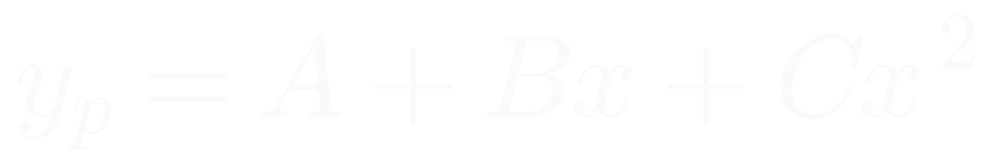 y_p = A + Bx + Cx^2